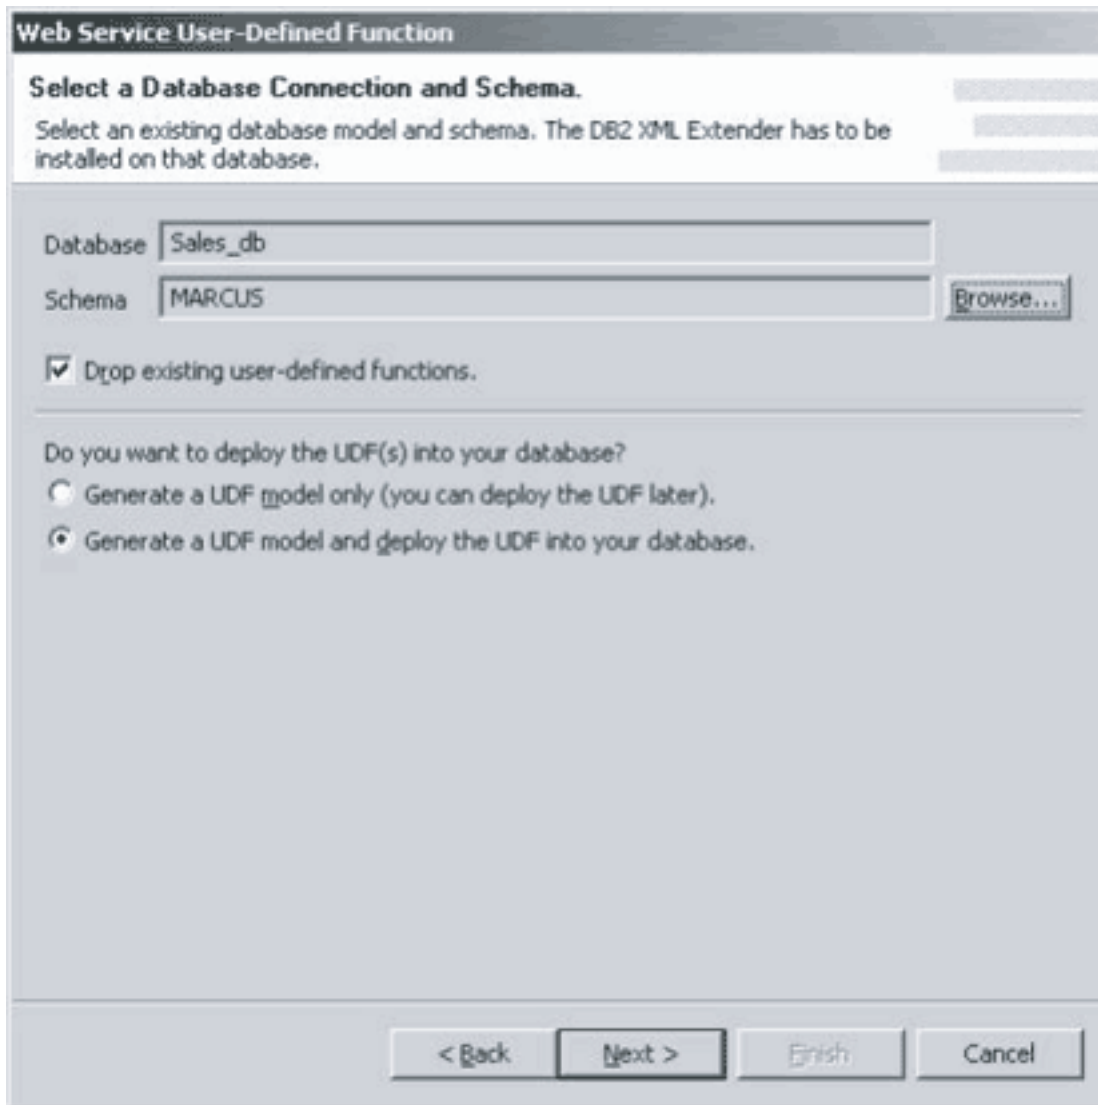 Web Service User-Defined Function
Select a Database Connection and Schema.
Select an existing database model and schema. The DB2 XML Extender has to be
installed on that database.
Database Sales_db
Schema MARCUS Browse...
Drop existing user-defined functions.
Do you want to deploy the UDF(s) into your database?
Generate a UDF model only (you can deploy the UDF later).
Generate a UDF model and deploy the UDF into your database.
< Back Next > Finish Cancel